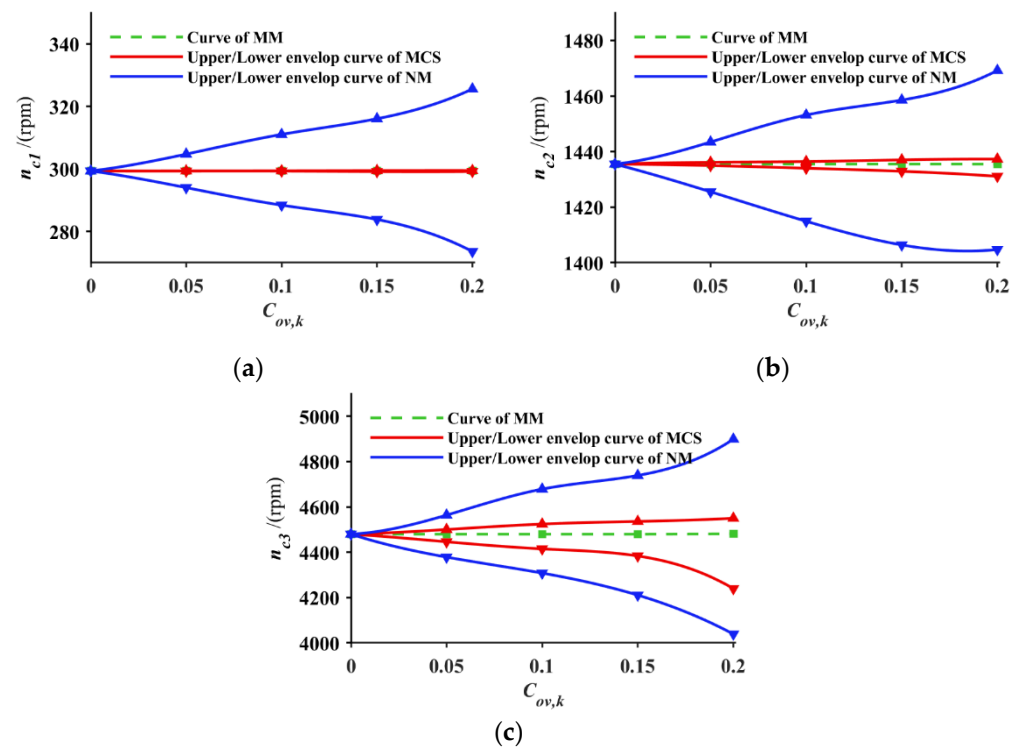 340
320
300
280
n_c1 /(rpm)
Curve of MM
Upper/Lower envelop curve of MCS
Upper/Lower envelop curve of NM
0 0.05 0.1 0.15 0.2
C_ov,k
(a)
1480
1460
1440
1420
1400
n_c2 /(rpm)
Curve of MM
Upper/Lower envelop curve of MCS
Upper/Lower envelop curve of NM
0 0.05 0.1 0.15 0.2
C_ov,k
(b)
5000
4800
4600
4400
4200
4000
n_c3 /(rpm)
Curve of MM
Upper/Lower envelop curve of MCS
Upper/Lower envelop curve of NM
0 0.05 0.1 0.15 0.2
C_ov,k
(c)